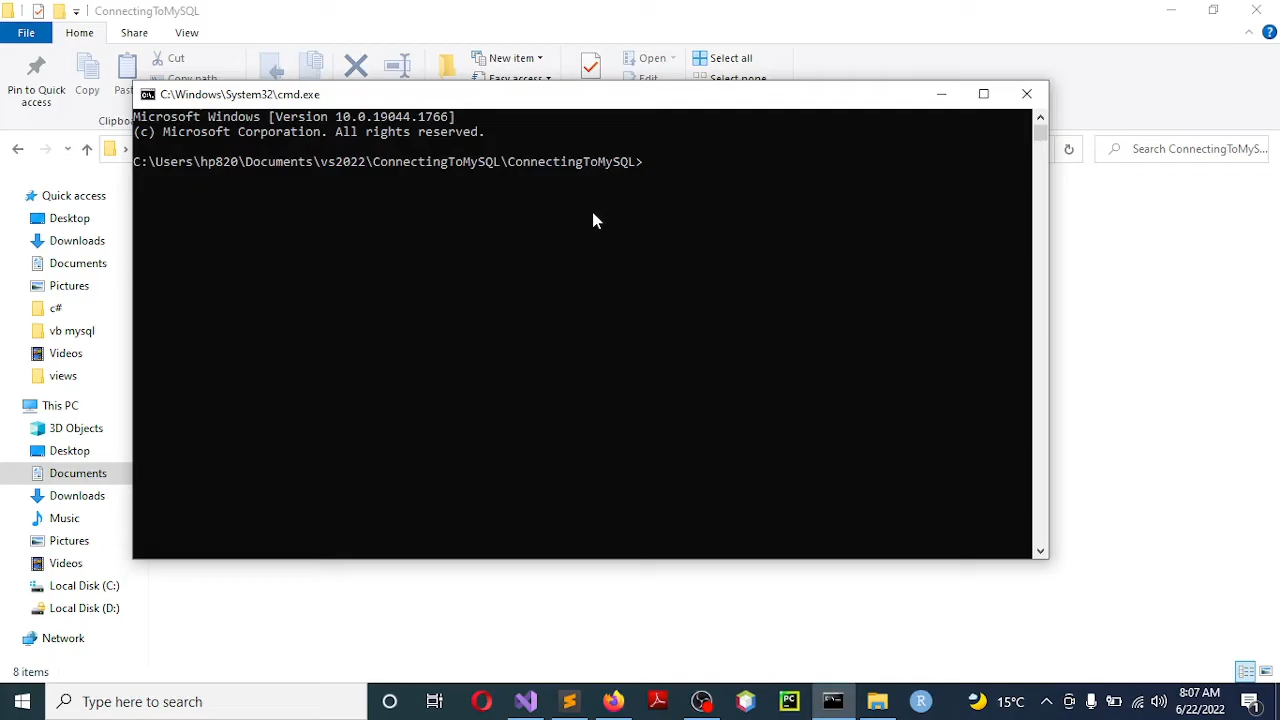 ConnectingToMySQL
File
Home
Share
View
Pin to Quick
access
Copy
Cut
New item
Open
Select all
C:\Windows\System32\cmd.exe
Microsoft Windows [Version 10.0.19044.1766]
(c) Microsoft Corporation. All rights reserved.
C:\Users\hp820\Documents\vs2022\ConnectingToMySQL\ConnectingToMySQL>
Search ConnectingToMyS...
Quick access
Desktop
Downloads
Documents
Pictures
c#
vb mysql
Videos
views
This PC
3D Objects
Desktop
Documents
Downloads
Music
Pictures
Videos
Local Disk (C:)
Local Disk (D:)
Network
8 items
Type here to search
15°C
8:07 AM
6/22/2022